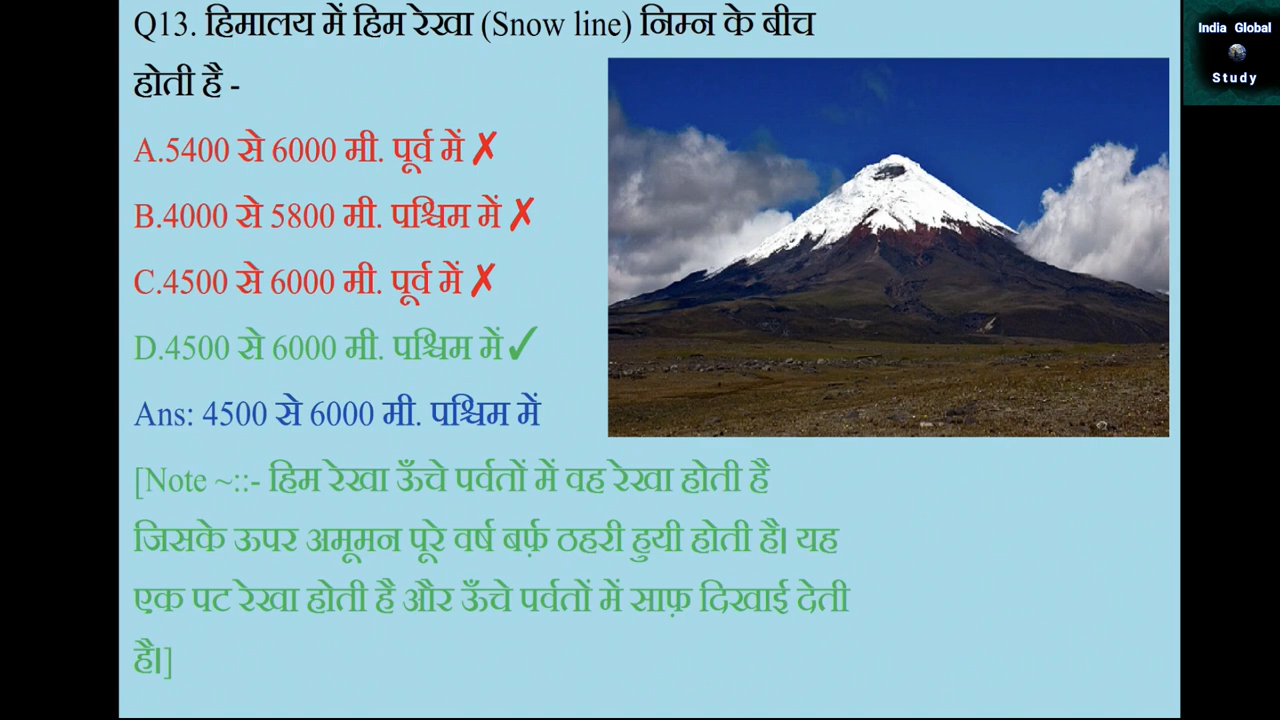 Q13. हिमालय में हिम रेखा (Snow line) निम्न के बीच
होती है -
A.5400 से 6000 मी. पूर्व में ✗
B.4000 से 5800 मी. पश्चिम में ✗
C.4500 से 6000 मी. पूर्व में ✗
D.4500 से 6000 मी. पश्चिम में ✓
Ans: 4500 से 6000 मी. पश्चिम में
[Note ~::- हिम रेखा ऊँचे पर्वतों में वह रेखा होती है
जिसके ऊपर अमूमन पूरे वर्ष बर्फ़ ठहरी हुयी होती है। यह
एक पट रेखा होती है और ऊँचे पर्वतों में साफ़ दिखाई देती
है।]
India Global
Study